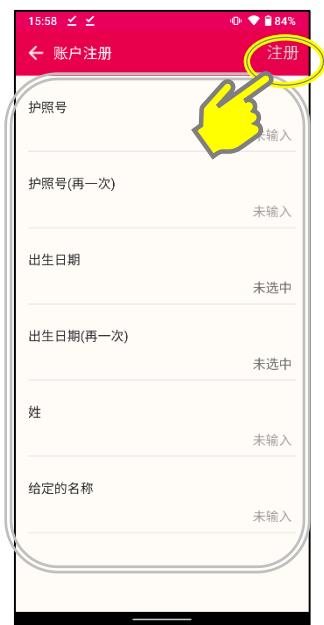 15:58 84%
账户注册 注册
护照号
输入
护照号(再一次)
未输入
出生日期
未选中
出生日期(再一次)
未选中
姓
未输入
给定的名称
未输入